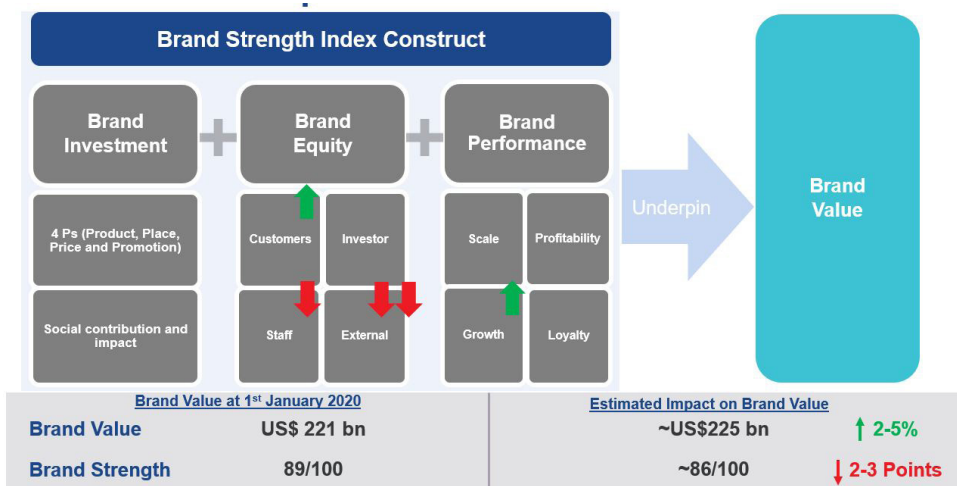 Brand Strength Index Construct
Brand
Investment
Brand
Equity
Brand
Performance
4 Ps (Product, Place,
Price and Promotion)
Customers
Investor
Scale
Profitability
Social contribution and
impact
Staff
External
Growth
Loyalty
Underpin
Brand
Value
Brand Value at 1st January 2020
Estimated Impact on Brand Value
Brand Value
US$ 221 bn
~US$225 bn
2-5%
Brand Strength
89/100
~86/100
2-3 Points